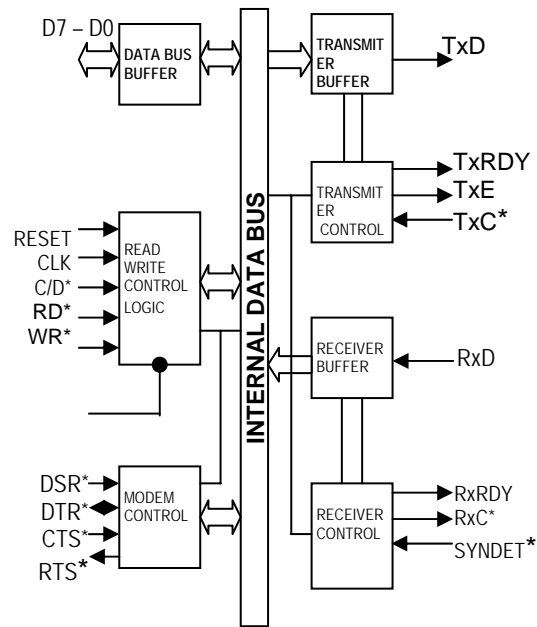 D7 – D0
DATA BUS
BUFFER
TRANSMIT
ER
BUFFER
TxD
TRANSMIT
ER
CONTROL
TxRDY
TxE
TxC*
RESET
CLK
C/D*
RD*
WR*
READ
WRITE
CONTROL
LOGIC
INTERNAL DATA BUS
RECEIVER
BUFFER
RxD
DSR*
DTR*
CTS*
RTS*
MODEM
CONTROL
RECEIVER
CONTROL
RxRDY
RxC*
SYNDET*